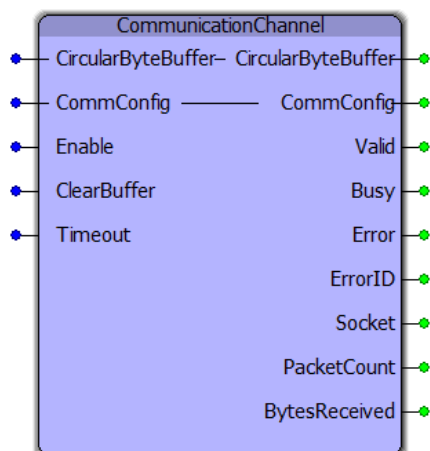 CommunicationChannel
CircularByteBuffer CircularByteBuffer
CommConfig CommConfig
Enable Valid
ClearBuffer Busy
Timeout Error
ErrorID
Socket
PacketCount
BytesReceived